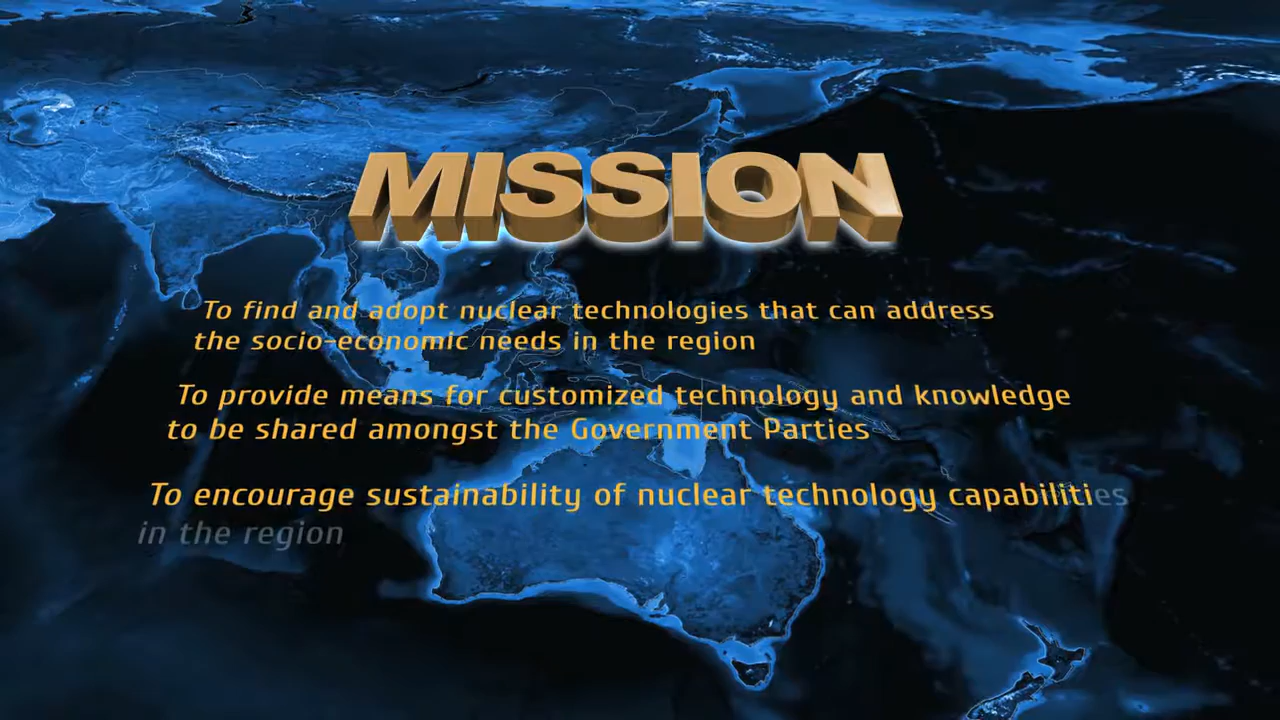 MISSION
To find and adopt nuclear technologies that can address
the socio-economic needs in the region
To provide means for customized technology and knowledge
to be shared amongst the Government Parties
To encourage sustainability of nuclear technology capabilities
in the region